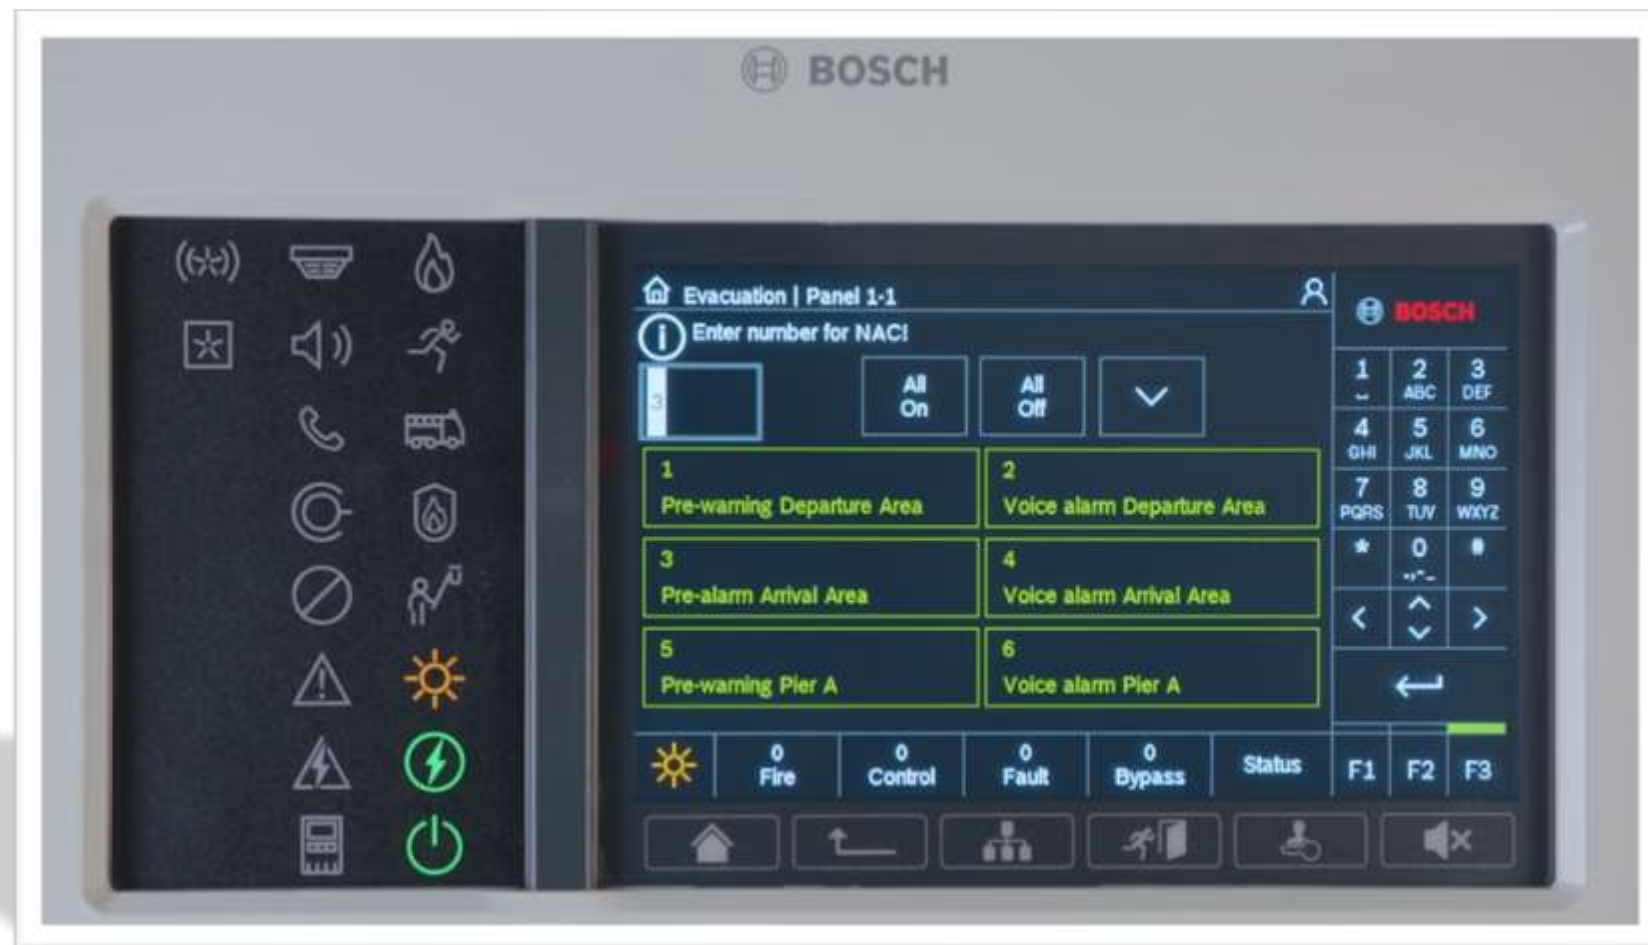 BOSCH
Evacuation | Panel 1-1
Enter number for NAC!
3
All
On
All
Off
1
Pre-warning Departure Area
2
Voice alarm Departure Area
3
Pre-alarm Arrival Area
4
Voice alarm Arrival Area
5
Pre-warning Pier A
6
Voice alarm Pier A
0
Fire
0
Control
0
Fault
0
Bypass
Status
BOSCH
1
2
ABC
3
DEF
4
GHI
5
JKL
6
MNO
7
PQRS
8
TUV
9
WXYZ
*
0
#
F1
F2
F3